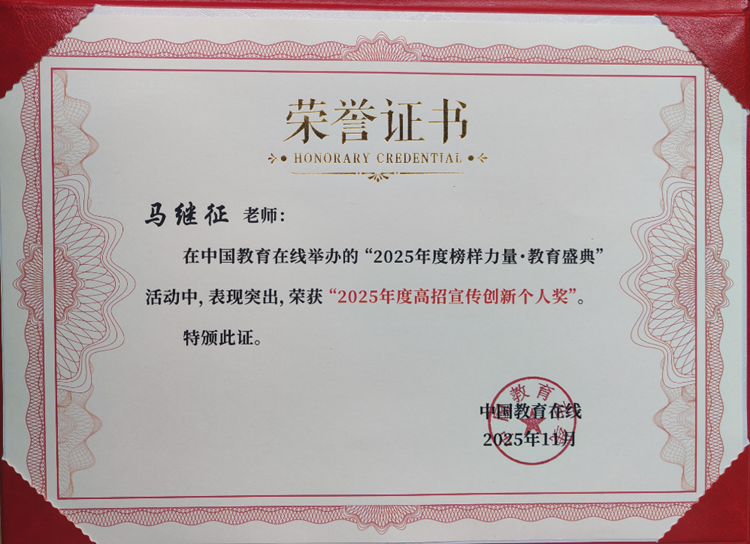 荣誉证书
HONORARY CREDENTIAL
马继征 老师：
在中国教育在线举办的“2025年度榜样力量·教育盛典”
活动中，表现突出，荣获“2025年度高招宣传创新个人奖”。
特颁此证。
中国教育在线
2025年11月